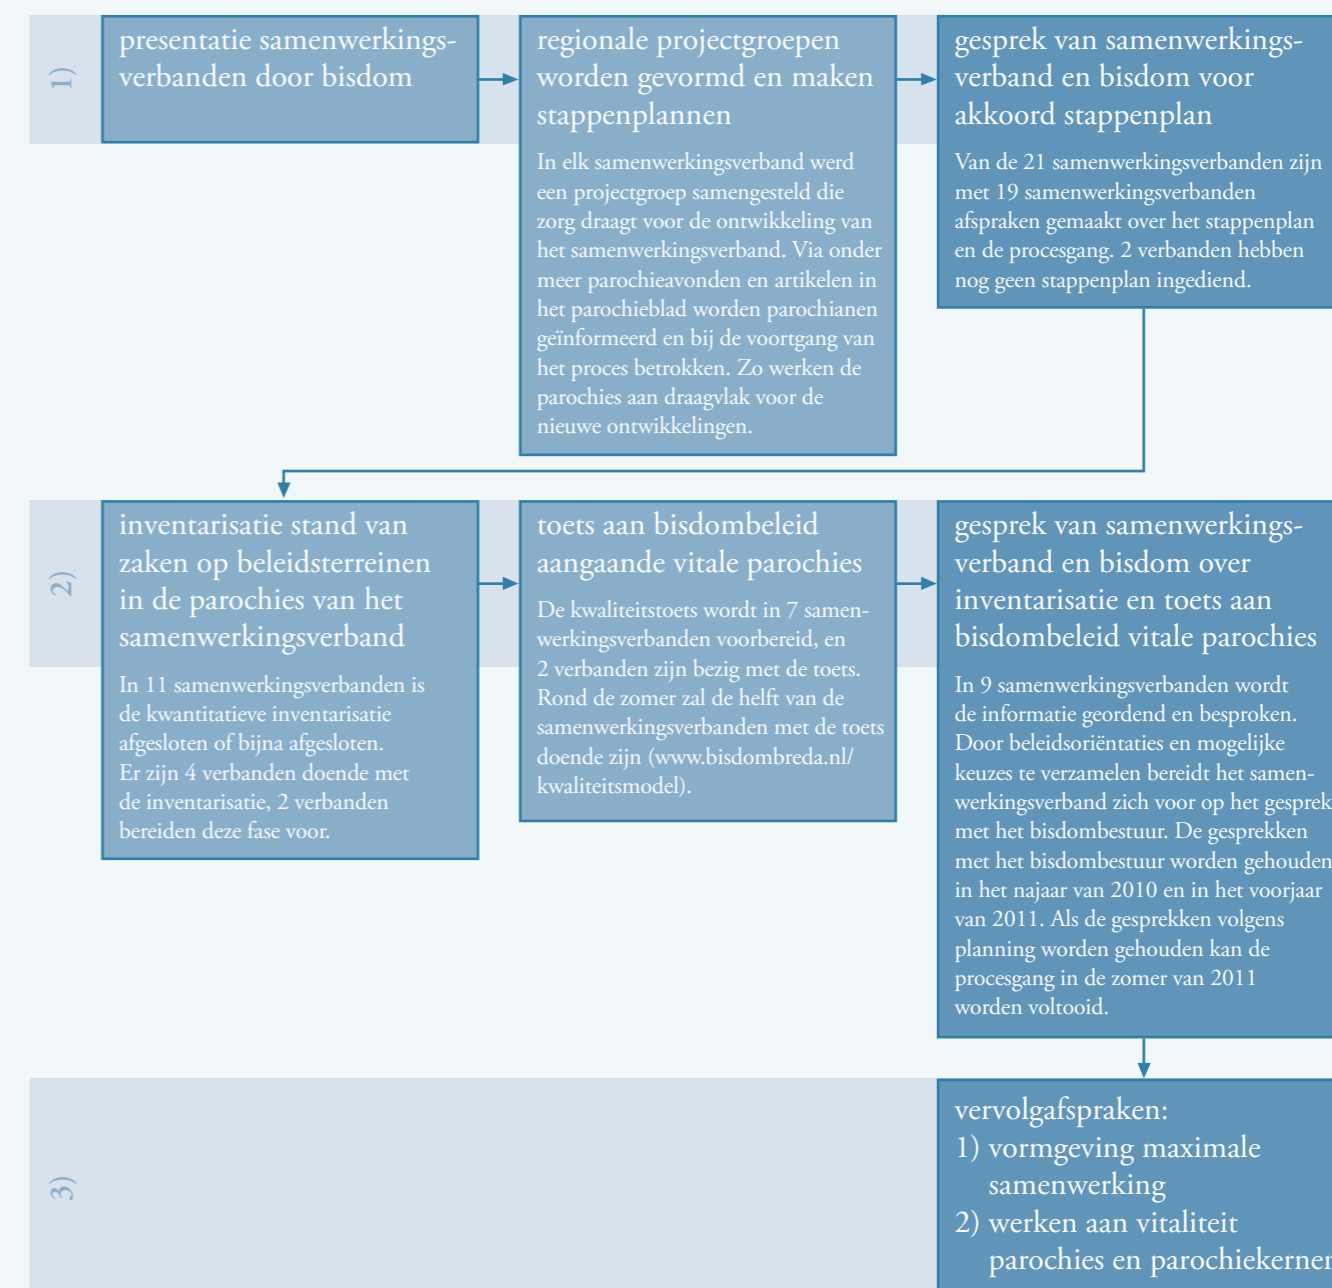 1)
presentatie samenwerkings-
verbanden door bisdom
regionale projectgroepen
worden gevormd en maken
stappenplannen
In elk samenwerkingsverband werd
een projectgroep samengesteld die
zorg draagt voor de ontwikkeling van
het samenwerkingsverband. Via onder
meer parochieavonden en artikelen in
het parochieblad worden parochianen
geïnformeerd en bij de voortgang van
het proces betrokken. Zo werken de
parochies aan draagvlak voor de
nieuwe ontwikkelingen.
gesprek van samenwerkings-
verband en bisdom voor
akkoord stappenplan
Van de 21 samenwerkingsverbanden zijn
met 19 samenwerkingsverbanden
afspraken gemaakt over het stappenplan
en de procesgang. 2 verbanden hebben
nog geen stappenplan ingediend.
2)
inventarisatie stand van
zaken op beleidsterreinen
in de parochies van het
samenwerkingsverband
In 11 samenwerkingsverbanden is
de kwantitatieve inventarisatie
afgesloten of bijna afgesloten.
Er zijn 4 verbanden doende met
de inventarisatie, 2 verbanden
bereiden deze fase voor.
toets aan bisdombeleid
aangaande vitale parochies
De kwaliteitstoets wordt in 7 samen-
werkingsverbanden voorbereid, en
2 verbanden zijn bezig met de toets.
Rond de zomer zal de helft van de
samenwerkingsverbanden met de toets
doende zijn (www.bisdombreda.nl/
kwaliteitsmodel).
gesprek van samenwerkings-
verband en bisdom over
inventarisatie en toets aan
bisdombeleid vitale parochies
In 9 samenwerkingsverbanden wordt
de informatie geordend en besproken.
Door beleidsoriëntaties en mogelijke
keuzes te verzamelen bereidt het samen-
werkingsverband zich voor op het gesprek
met het bisdombestuur. De gesprekken
met het bisdombestuur worden gehouden
in het najaar van 2010 en in het voorjaar
van 2011. Als de gesprekken volgens
planning worden gehouden kan de
procesgang in de zomer van 2011
worden voltooid.
3)
vervolgafspraken:
1) vormgeving maximale
samenwerking
2) werken aan vitaliteit
parochies en parochiekernen